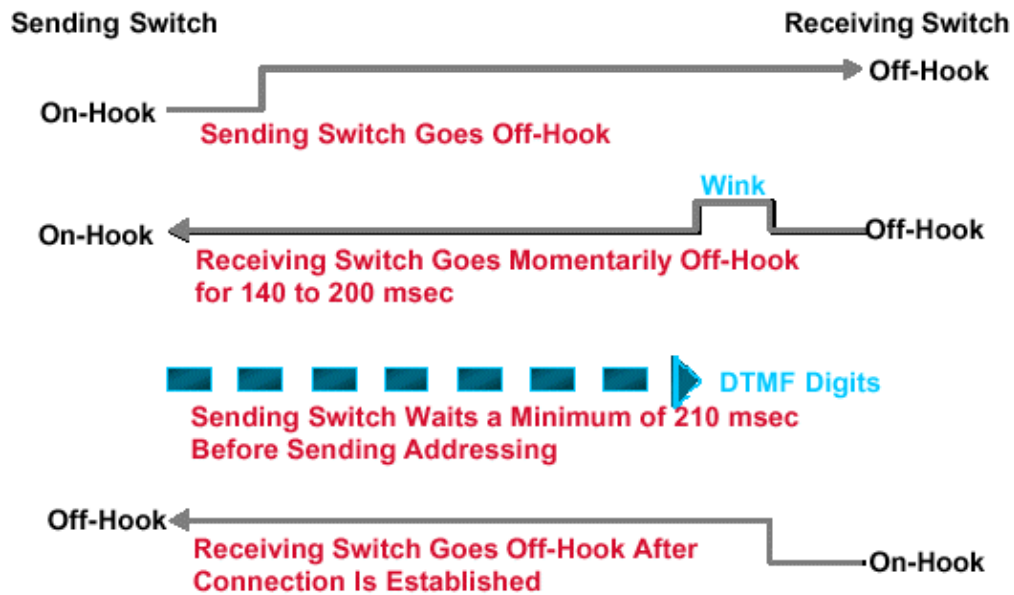 Sending Switch
Receiving Switch
Off-Hook
On-Hook
Sending Switch Goes Off-Hook
Wink
On-Hook
Off-Hook
Receiving Switch Goes Momentarily Off-Hook
for 140 to 200 msec
DTMF Digits
Sending Switch Waits a Minimum of 210 msec
Before Sending Addressing
Off-Hook
Receiving Switch Goes Off-Hook After
Connection Is Established
On-Hook